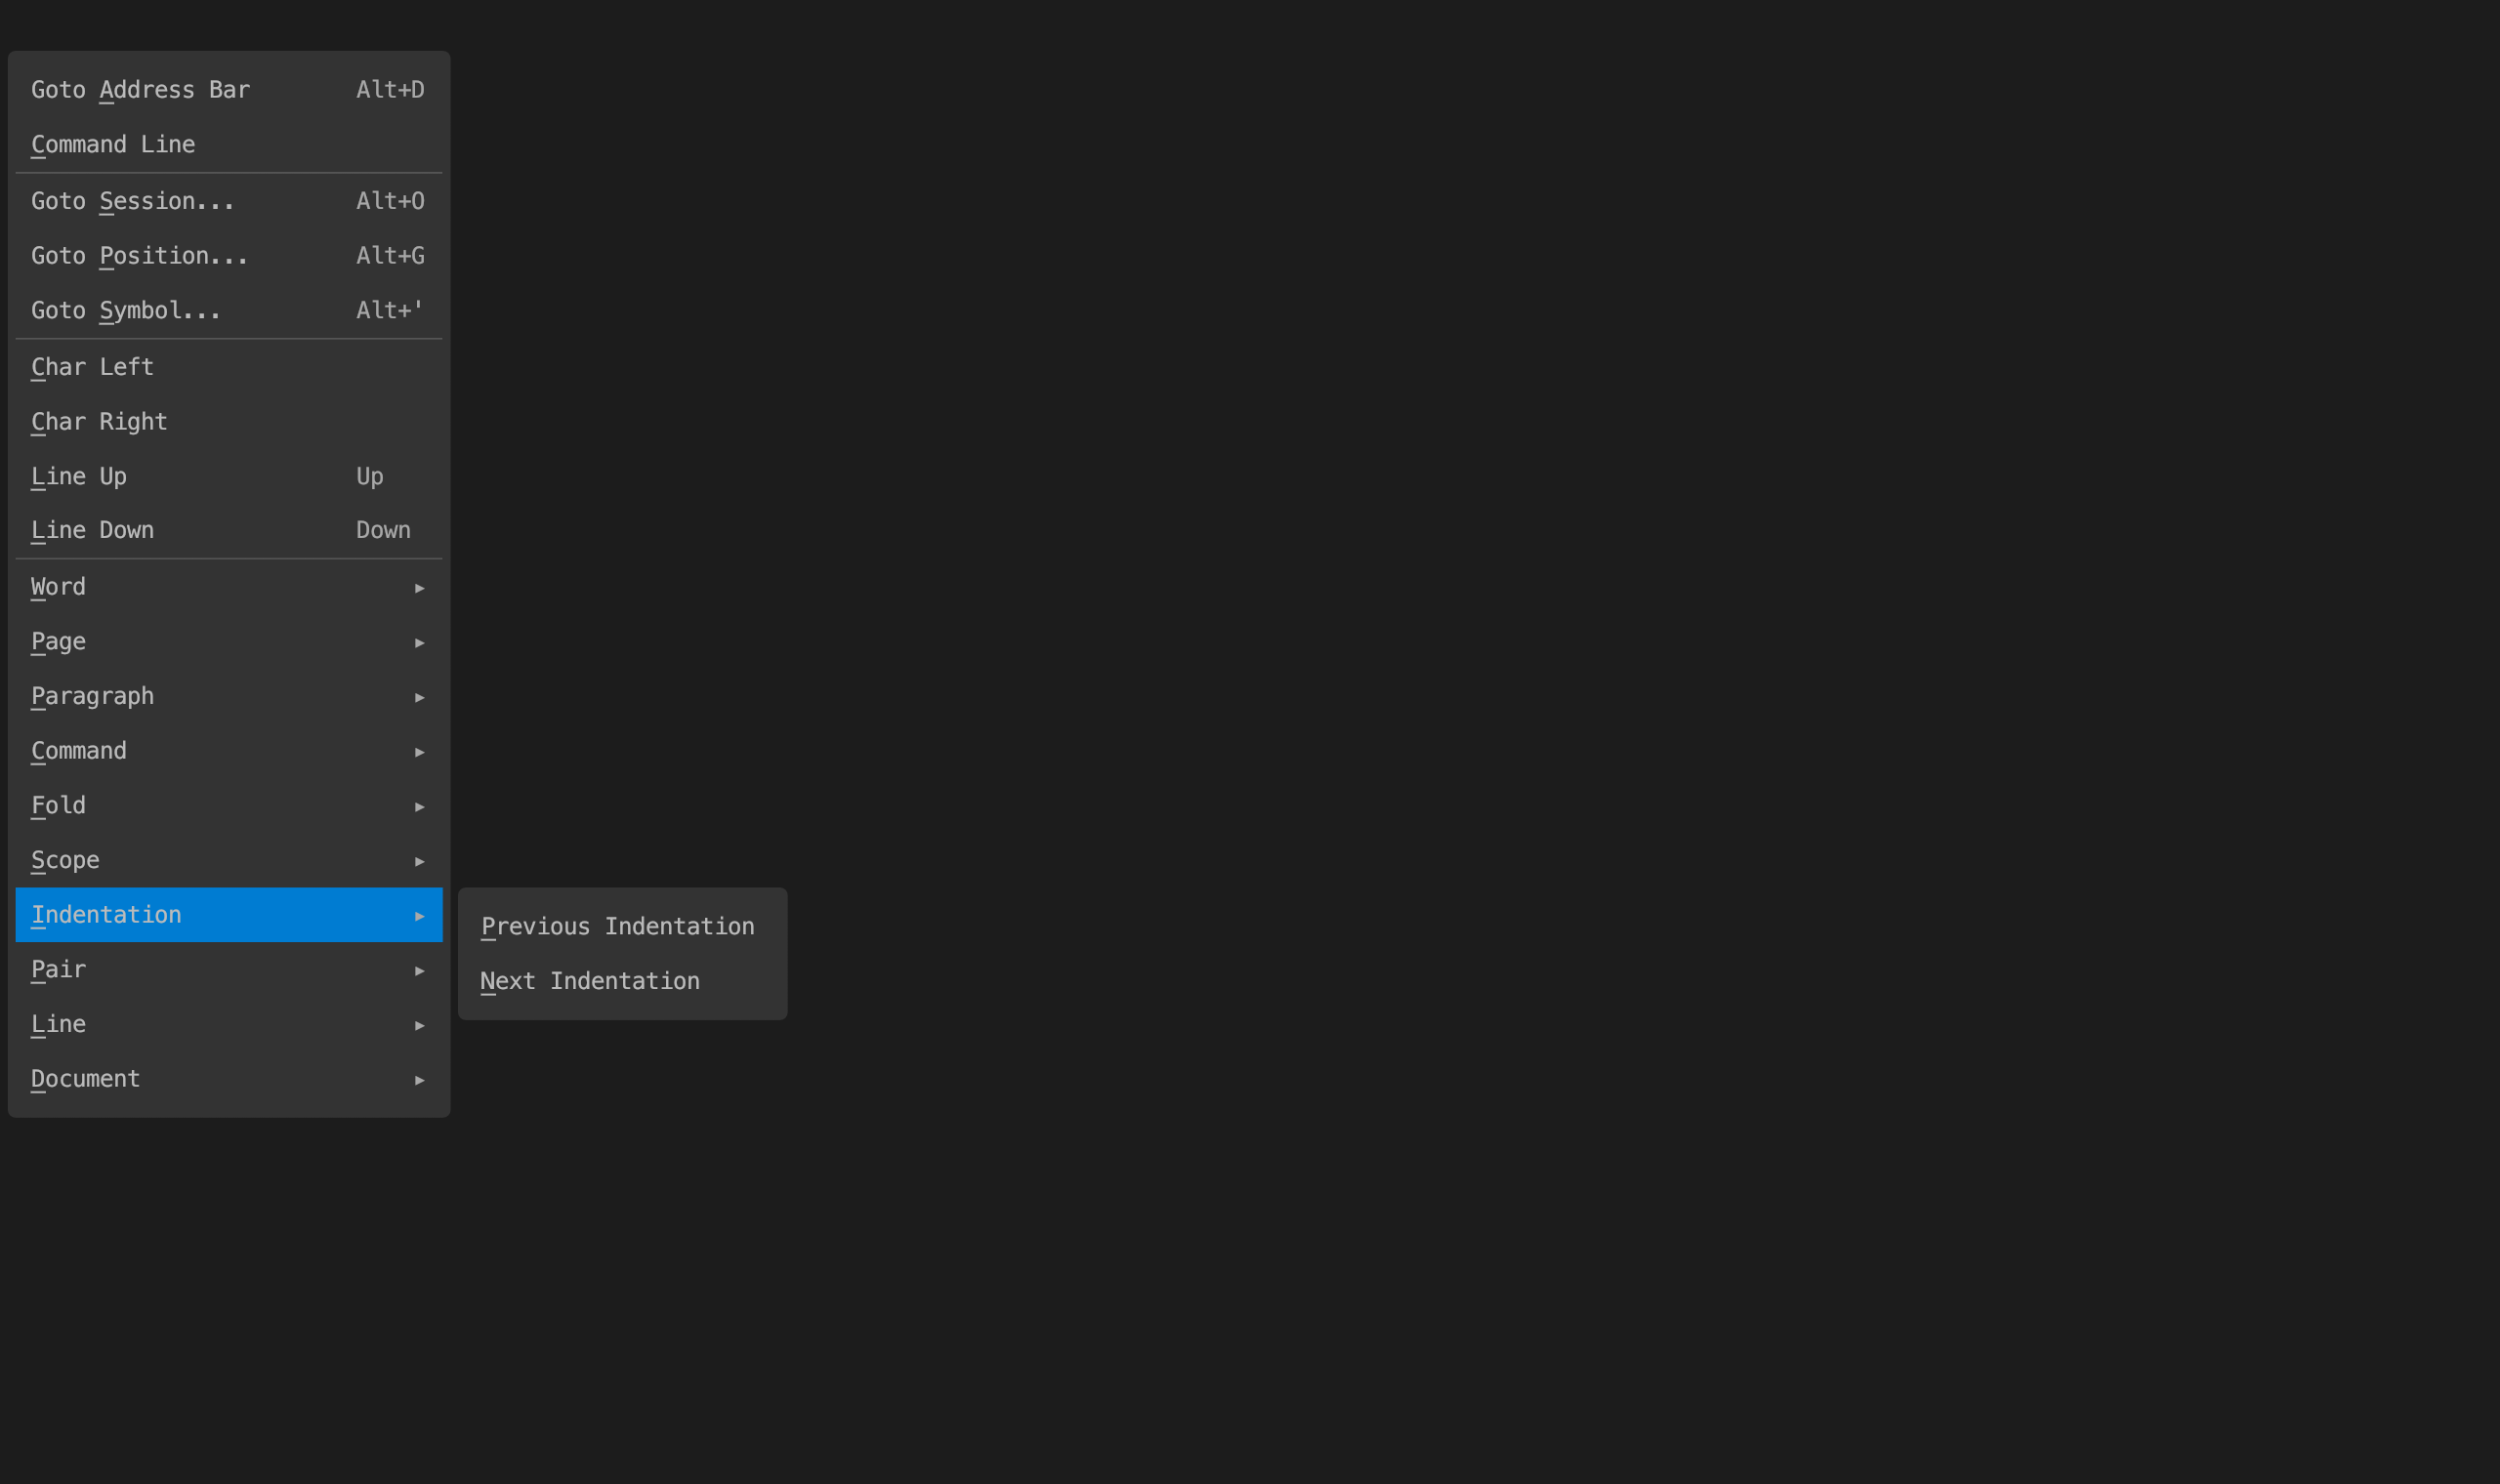 Goto Address Bar Alt+D
Command Line
Goto Session... Alt+O
Goto Position... Alt+G
Goto Symbol... Alt+'
Char Left
Char Right
Line Up Up
Line Down Down
Word ▸
Page ▸
Paragraph ▸
Command ▸
Fold ▸
Scope ▸
Indentation ▸
Previous Indentation
Next Indentation
Pair ▸
Line ▸
Document ▸